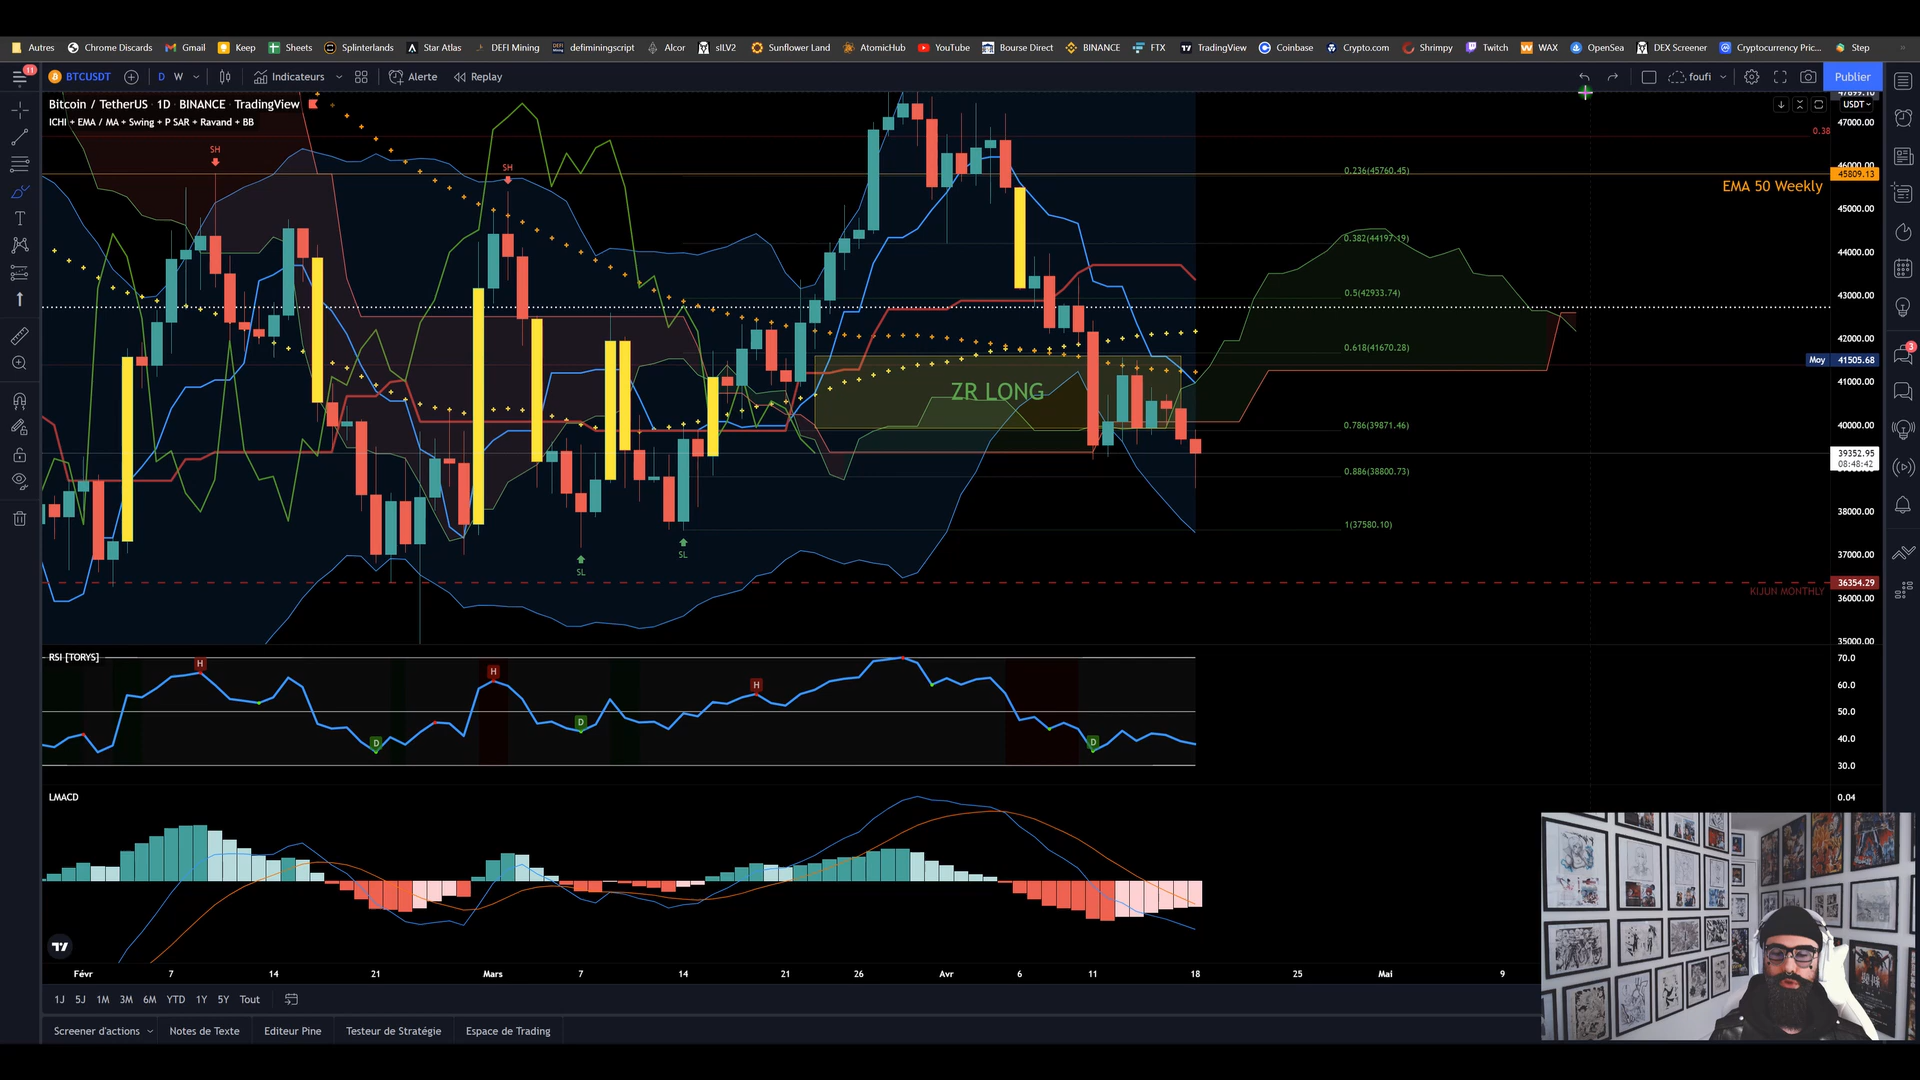 Autres Chrome Discards Gmail Keep Sheets Splinterlands Star Atlas DEFI Mining defiminingscript Alcor sILV2 Sunflower Land AtomicHub YouTube Bourse Direct BINANCE FTX TradingView Coinbase Crypto.com Shrimpy Twitch WAX OpenSea DEX Screener Cryptocurrency Pric... Step
11 BTCUSDT D W Indicateurs Alerte Replay foufi Publier
Bitcoin / TetherUS 1D BINANCE TradingView
ICHI + EMA / MA + Swing + P SAR + Ravand + BB
USDT
47000.00
0.38
SH
SH
46000.00
0.236(45760.45)
45809.13
EMA 50 Weekly
45000.00
0.382(44197.19)
44000.00
0.5(42933.74)
43000.00
42000.00
0.618(41670.28)
3
Moy 41505.68
ZR LONG
41000.00
0.786(39871.46)
40000.00
39352.95
08:48:42
0.886(38800.73)
38000.00
1(37580.10)
SL
SL
37000.00
36354.29
KIJUN MONTHLY
36000.00
35000.00
RSI [TORYS]
70.0
H
H
H
60.0
50.0
D
D
D
40.0
30.0
LMACD
0.04
Févr 7 14 21 Mars 7 14 21 26 Avr 6 11 18 25 Mai 9
1J 5J 1M 3M 6M YTD 1Y 5Y Tout
Screener d'actions Notes de Texte Editeur Pine Testeur de Stratégie Espace de Trading